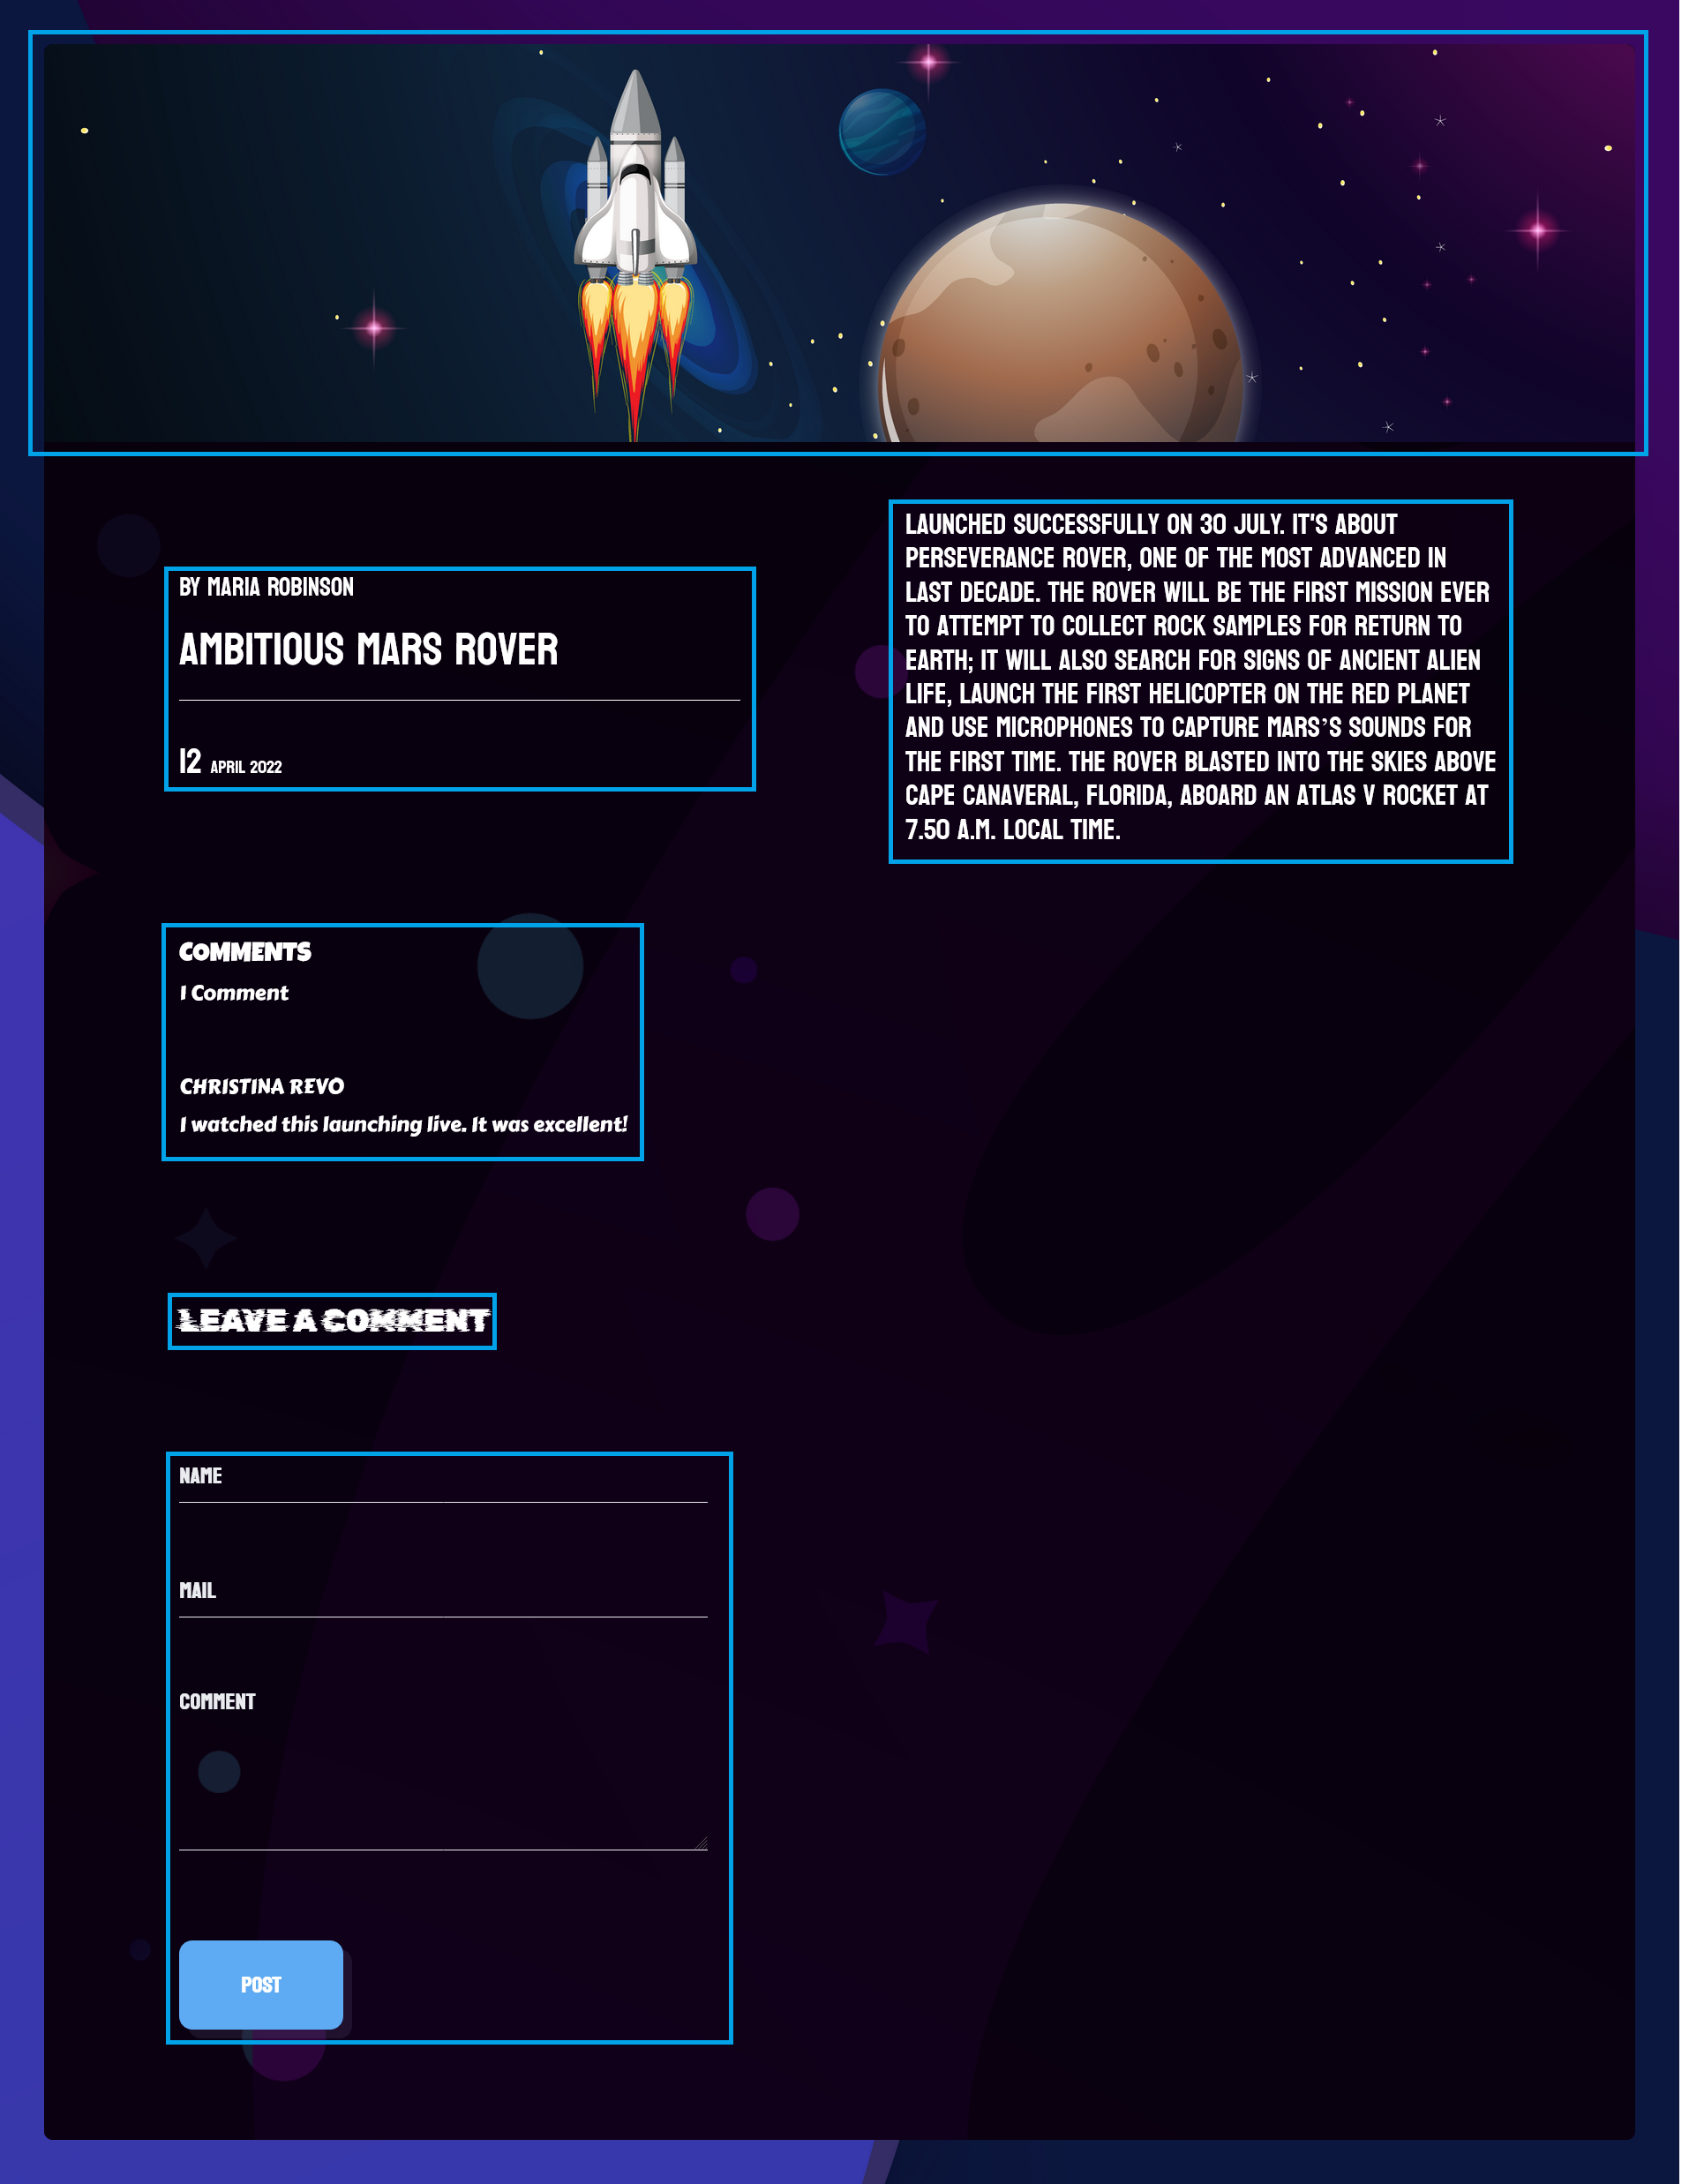 BY MARIA ROBINSON
AMBITIOUS MARS ROVER
12 APRIL 2022
LAUNCHED SUCCESSFULLY ON 30 JULY. IT'S ABOUT
PERSEVERANCE ROVER, ONE OF THE MOST ADVANCED IN
LAST DECADE. THE ROVER WILL BE THE FIRST MISSION EVER
TO ATTEMPT TO COLLECT ROCK SAMPLES FOR RETURN TO
EARTH; IT WILL ALSO SEARCH FOR SIGNS OF ANCIENT ALIEN
LIFE, LAUNCH THE FIRST HELICOPTER ON THE RED PLANET
AND USE MICROPHONES TO CAPTURE MARS’S SOUNDS FOR
THE FIRST TIME. THE ROVER BLASTED INTO THE SKIES ABOVE
CAPE CANAVERAL, FLORIDA, ABOARD AN ATLAS V ROCKET AT
7.50 A.M. LOCAL TIME.
COMMENTS
1 Comment
CHRISTINA REVO
I watched this launching live. It was excellent!
LEAVE A COMMENT
NAME
MAIL
COMMENT
POST